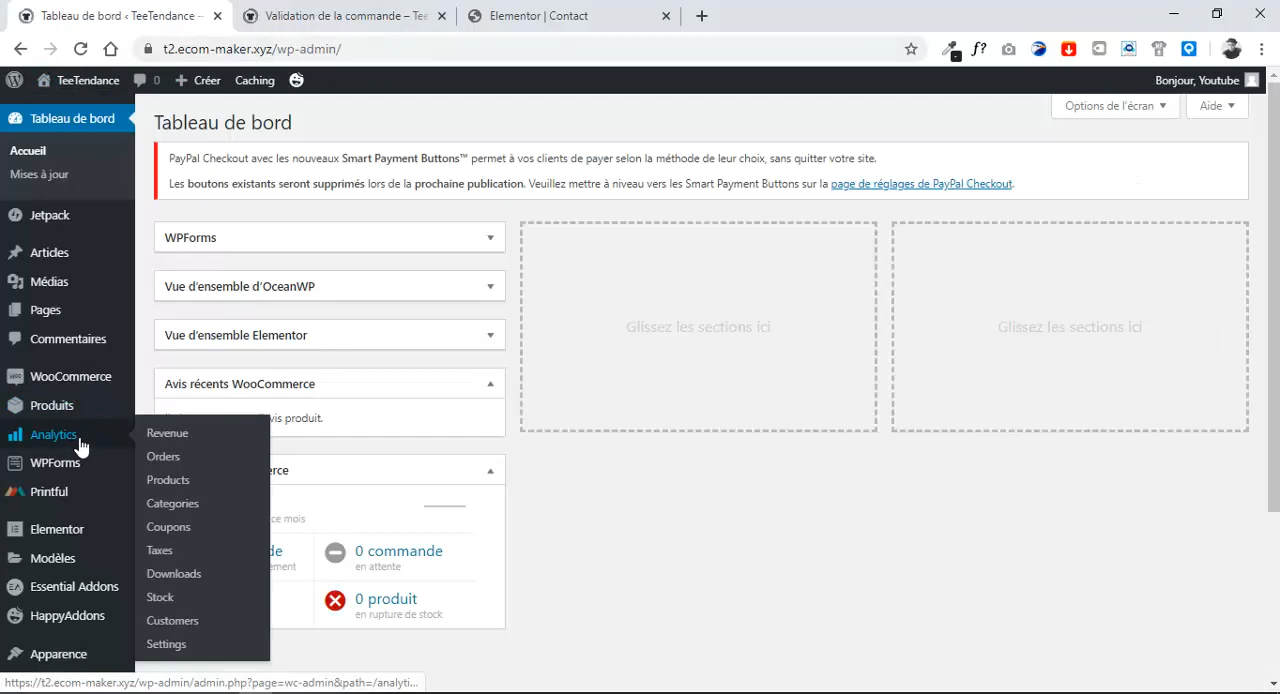 Tableau de bord ‹ TeeTendance —
Validation de la commande – Tee
Elementor | Contact
t2.ecom-maker.xyz/wp-admin/
f?
TeeTendance
0
Créer
Caching
Bonjour, Youtube
Tableau de bord
Accueil
Mises à jour
Jetpack
Articles
Médias
Pages
Commentaires
WooCommerce
Produits
Analytics
WPForms
Printful
Elementor
Modèles
Essential Addons
HappyAddons
Apparence
Revenue
Orders
Products
Categories
Coupons
Taxes
Downloads
Stock
Customers
Settings
Options de l'écran
Aide
Tableau de bord
PayPal Checkout avec les nouveaux Smart Payment Buttons™ permet à vos clients de payer selon la méthode de leur choix, sans quitter votre site.
Les boutons existants seront supprimés lors de la prochaine publication. Veuillez mettre à niveau vers les Smart Payment Buttons sur la page de réglages de PayPal Checkout.
WPForms
Vue d'ensemble d'OceanWP
Vue d'ensemble Elementor
Avis récents WooCommerce
produit.
ce mois
0 commande
en attente
0 produit
en rupture de stock
Glissez les sections ici
Glissez les sections ici
https://t2.ecom-maker.xyz/wp-admin/admin.php?page=wc-admin&path=/analyti...